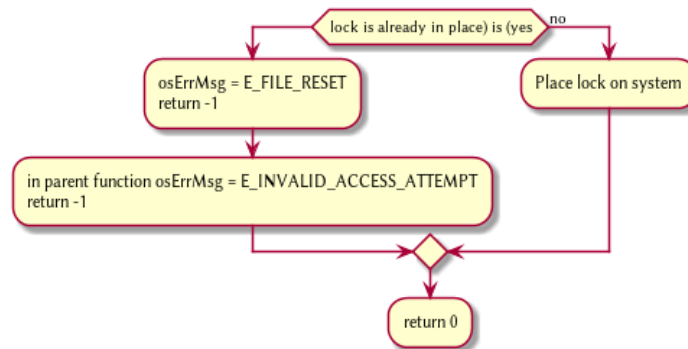 lock is already in place) is (yes
no
osErrMsg = E_FILE_RESET
return -1
Place lock on system
in parent function osErrMsg = E_INVALID_ACCESS_ATTEMPT
return -1
return 0